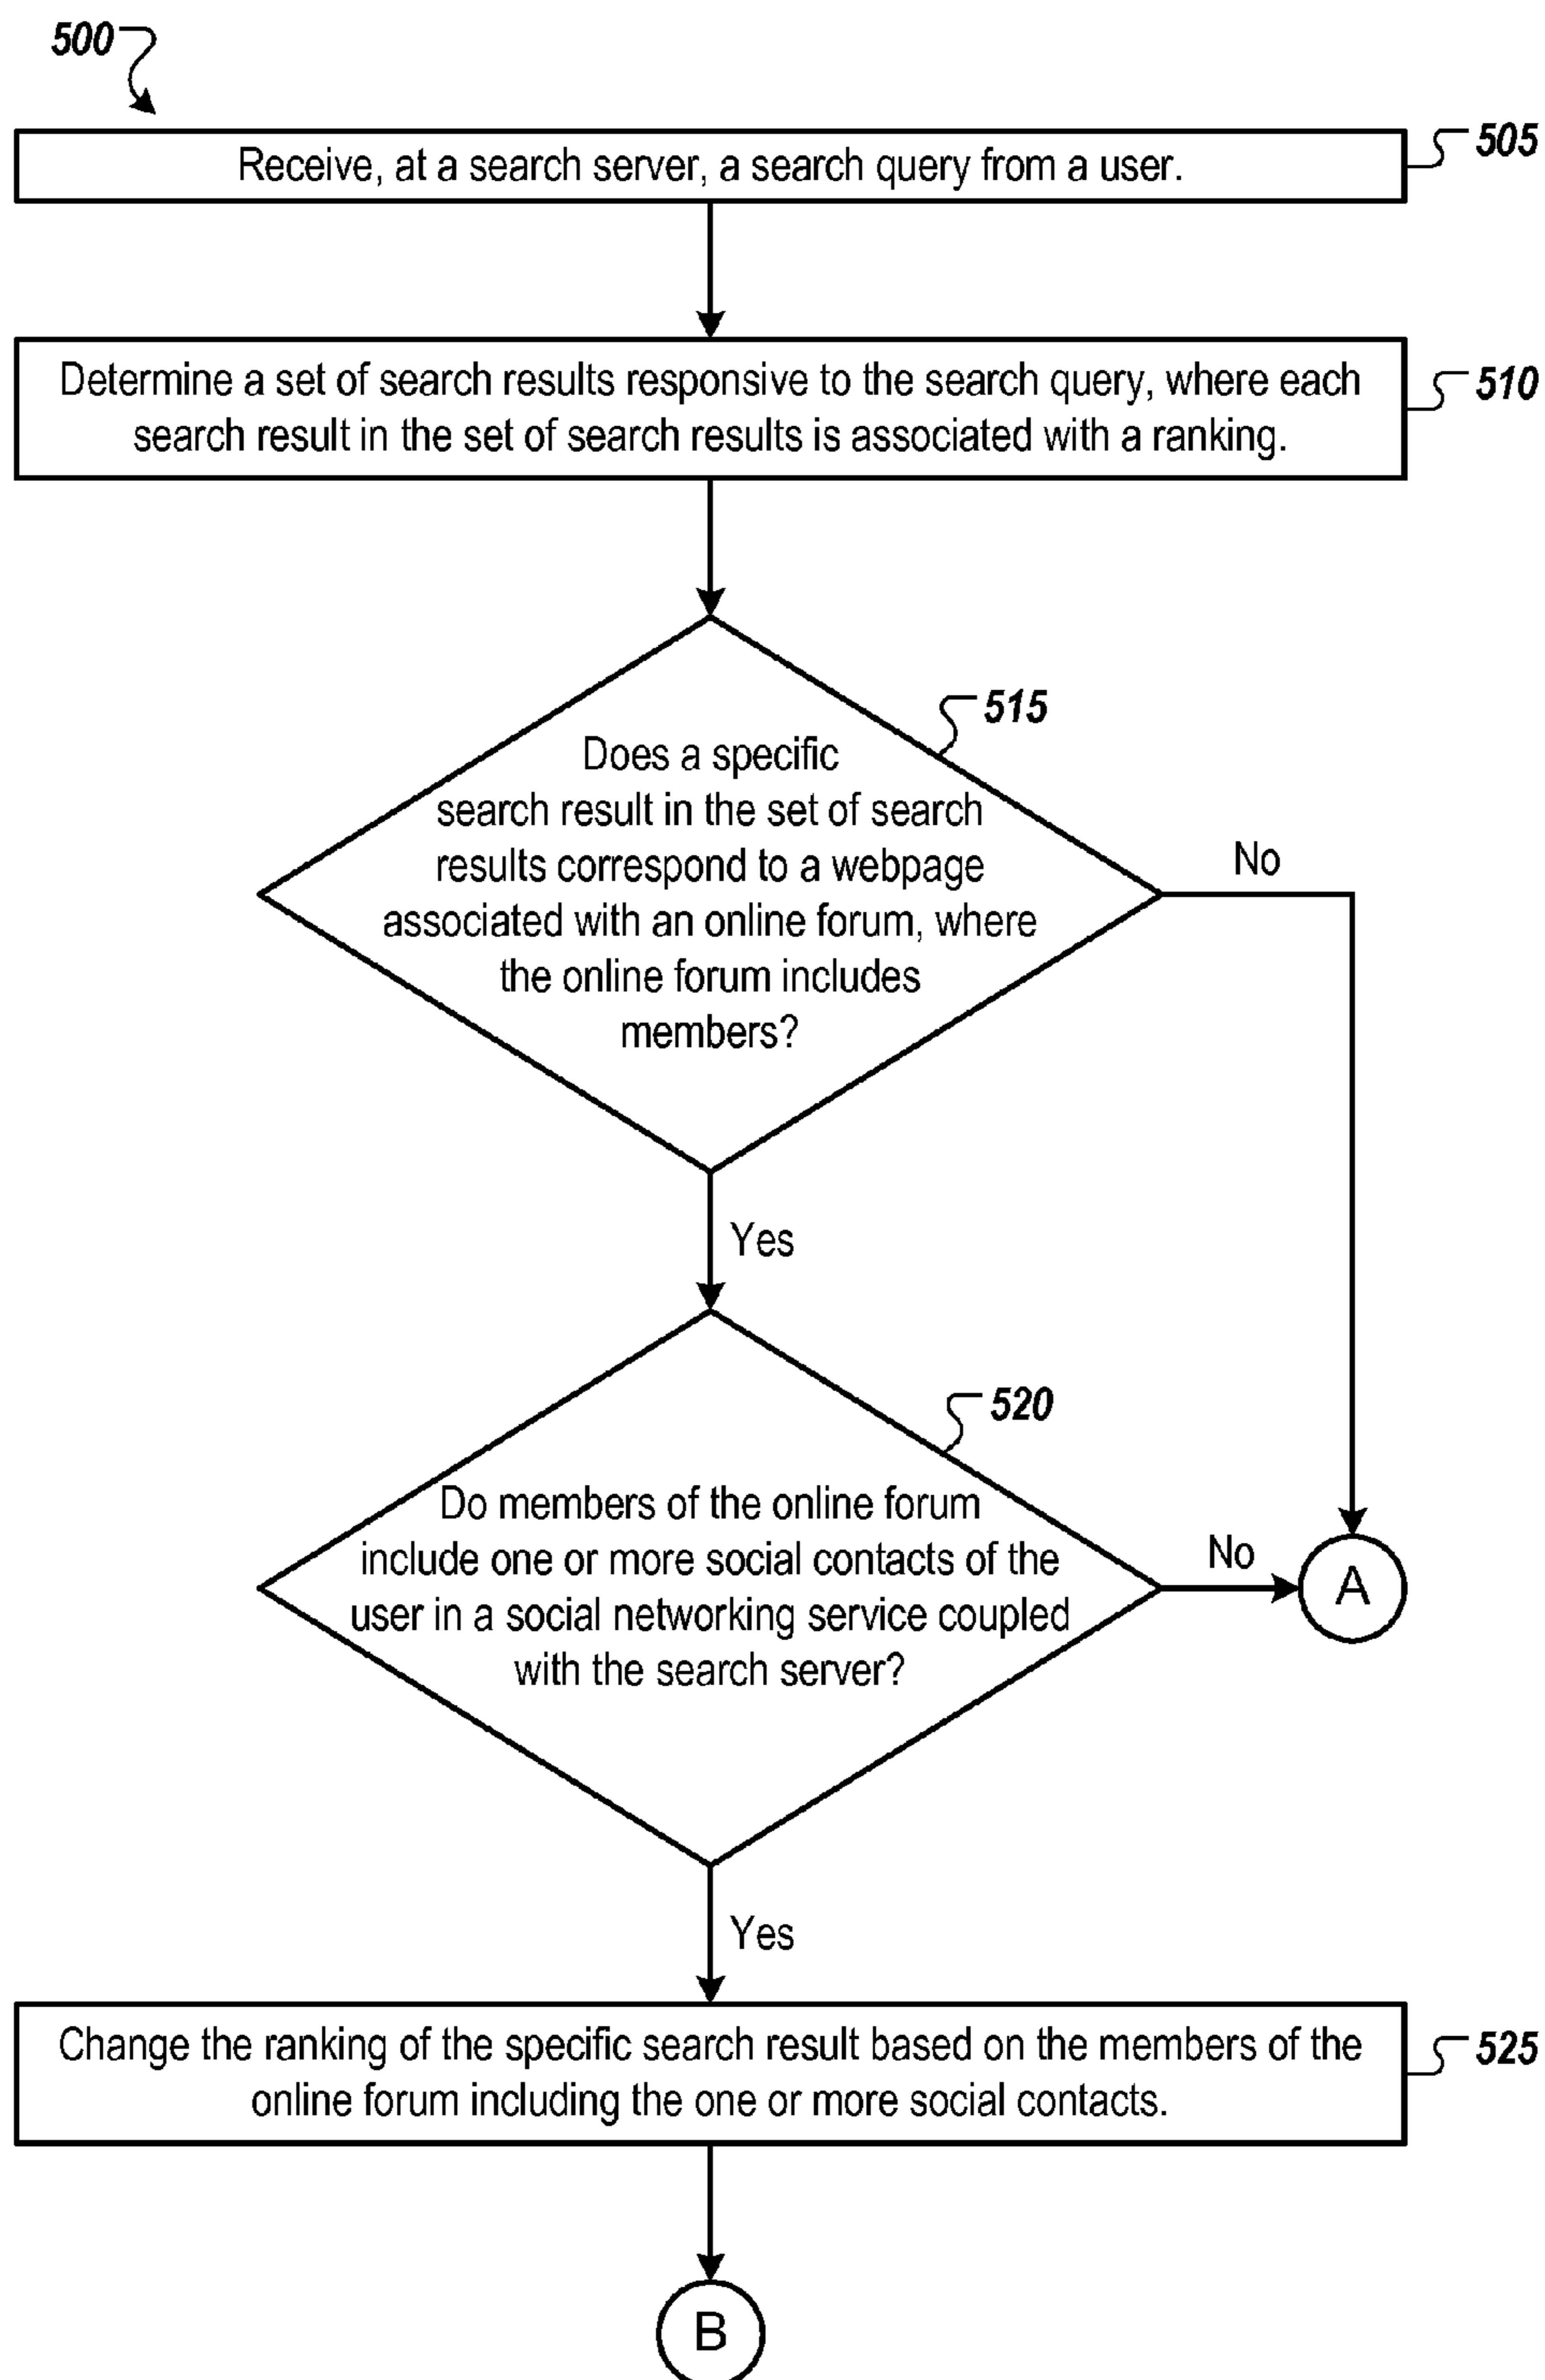 500
Receive, at a search server, a search query from a user.
505
Determine a set of search results responsive to the search query, where each
search result in the set of search results is associated with a ranking.
510
515
Does a specific
search result in the set of search
results correspond to a webpage
associated with an online forum, where
the online forum includes
members?
No
Yes
520
Do members of the online forum
include one or more social contacts of the
user in a social networking service coupled
with the search server?
No
A
Yes
Change the ranking of the specific search result based on the members of the
online forum including the one or more social contacts.
525
B